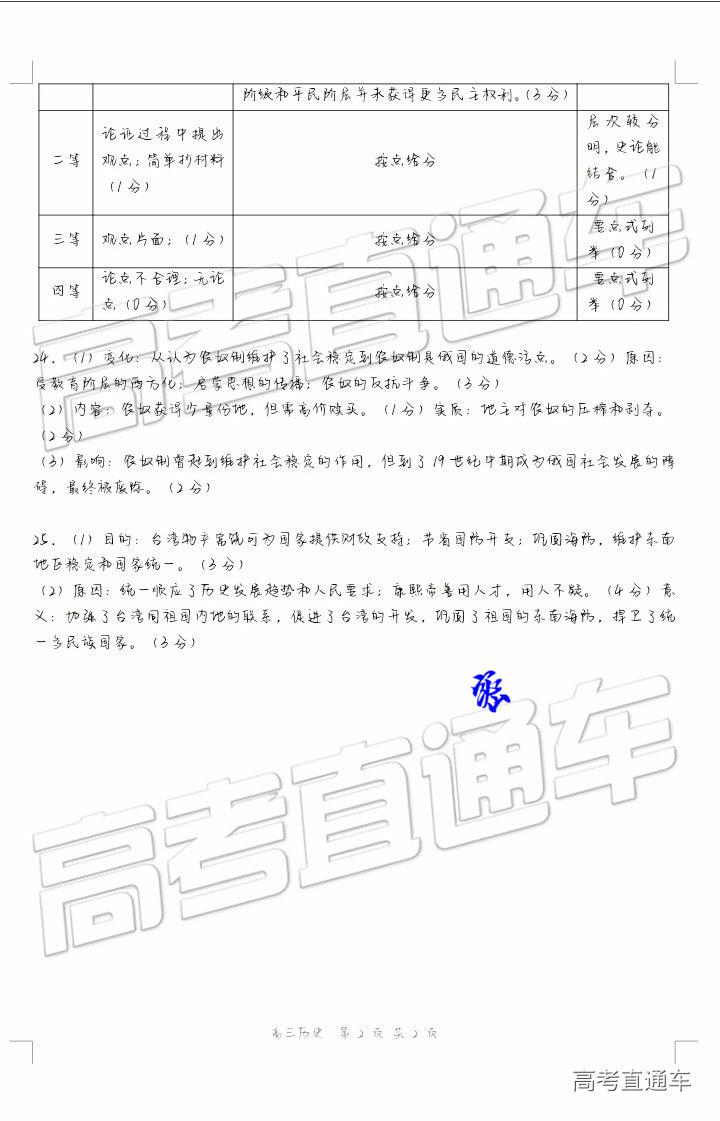 阶级和平民阶层并未获得更多民主权利。(3分)
二等
论证过程中提出
观点；简单抄材料
（1分）
按点给分
层次较分
明，史论能
结合。（1
分）
三等
观点片面；（1分）
按点给分
要点式列
举（0分）
四等
论点不合理；无论
点（0分）
按点给分
要点式列
举（0分）
24．（1）变化：从认为农奴制维护了社会稳定到农奴制是俄国的道德污点。（2分）原因：
受教育阶层的西方化；启蒙思想的传播；农奴的反抗斗争。（3分）
（2）内容：农奴获得少量份地，但需高价赎买。（1分）实质：地主对农奴的压榨和剥夺。
（2分）
（3）影响：农奴制曾起到维护社会稳定的作用，但到了19世纪中期成为俄国社会发展的障
碍，最终被废除。（2分）
25．（1）目的：台湾物产富饶可为国家提供财政支持；节省国防开支；巩固海防，维护东南
地区稳定和国家统一。（3分）
（2）原因：统一顺应了历史发展趋势和人民要求；康熙帝善用人才，用人不疑。（4分）意
义：加强了台湾同祖国内地的联系，促进了台湾的开发，巩固了祖国的东南海防，捍卫了统
一多民族国家。（3分）
高考直通车
高考直通车
高三历史 第2页 共2页
高考直通车